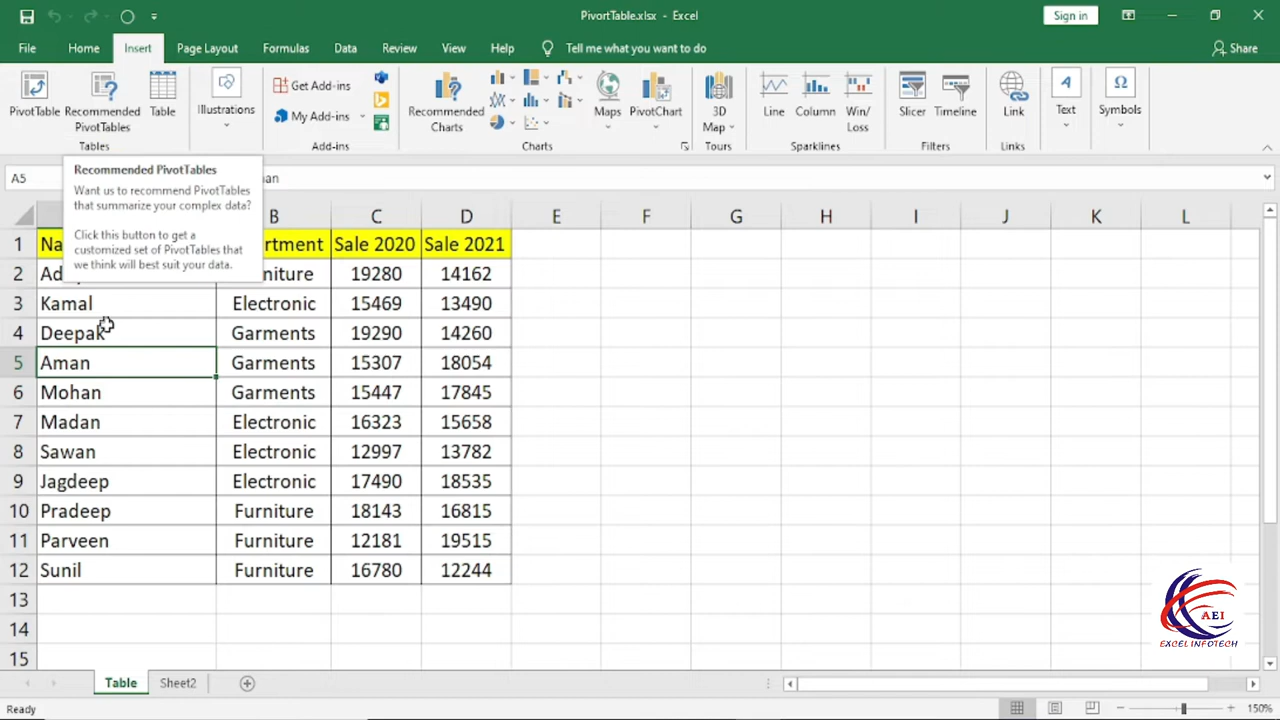 PivortTable.xlsx - Excel
Sign in
File Home Insert Page Layout Formulas Data Review View Help Tell me what you want to do Share
PivotTable
Recommended
PivotTables
Table
Tables
Illustrations
Get Add-ins
My Add-ins
Add-ins
Recommended
Charts
Maps
PivotChart
Charts
3D
Map
Tours
Line
Column
Win/
Loss
Sparklines
Slicer
Timeline
Filters
Link
Links
Text
Symbols
A5
Recommended PivotTables
Want us to recommend PivotTables
that summarize your complex data?
Click this button to get a
customized set of PivotTables that
we think will best suit your data.
B C D E F G H I J K L
1 Na rtment Sale 2020 Sale 2021
2 Ad niture 19280 14162
3 Kamal Electronic 15469 13490
4 Deepak Garments 19290 14260
5 Aman Garments 15307 18054
6 Mohan Garments 15447 17845
7 Madan Electronic 16323 15658
8 Sawan Electronic 12997 13782
9 Jagdeep Electronic 17490 18535
10 Pradeep Furniture 18143 16815
11 Parveen Furniture 12181 19515
12 Sunil Furniture 16780 12244
13
14
15
AEI
EXCEL INFOTECH
Table Sheet2
Ready
150%